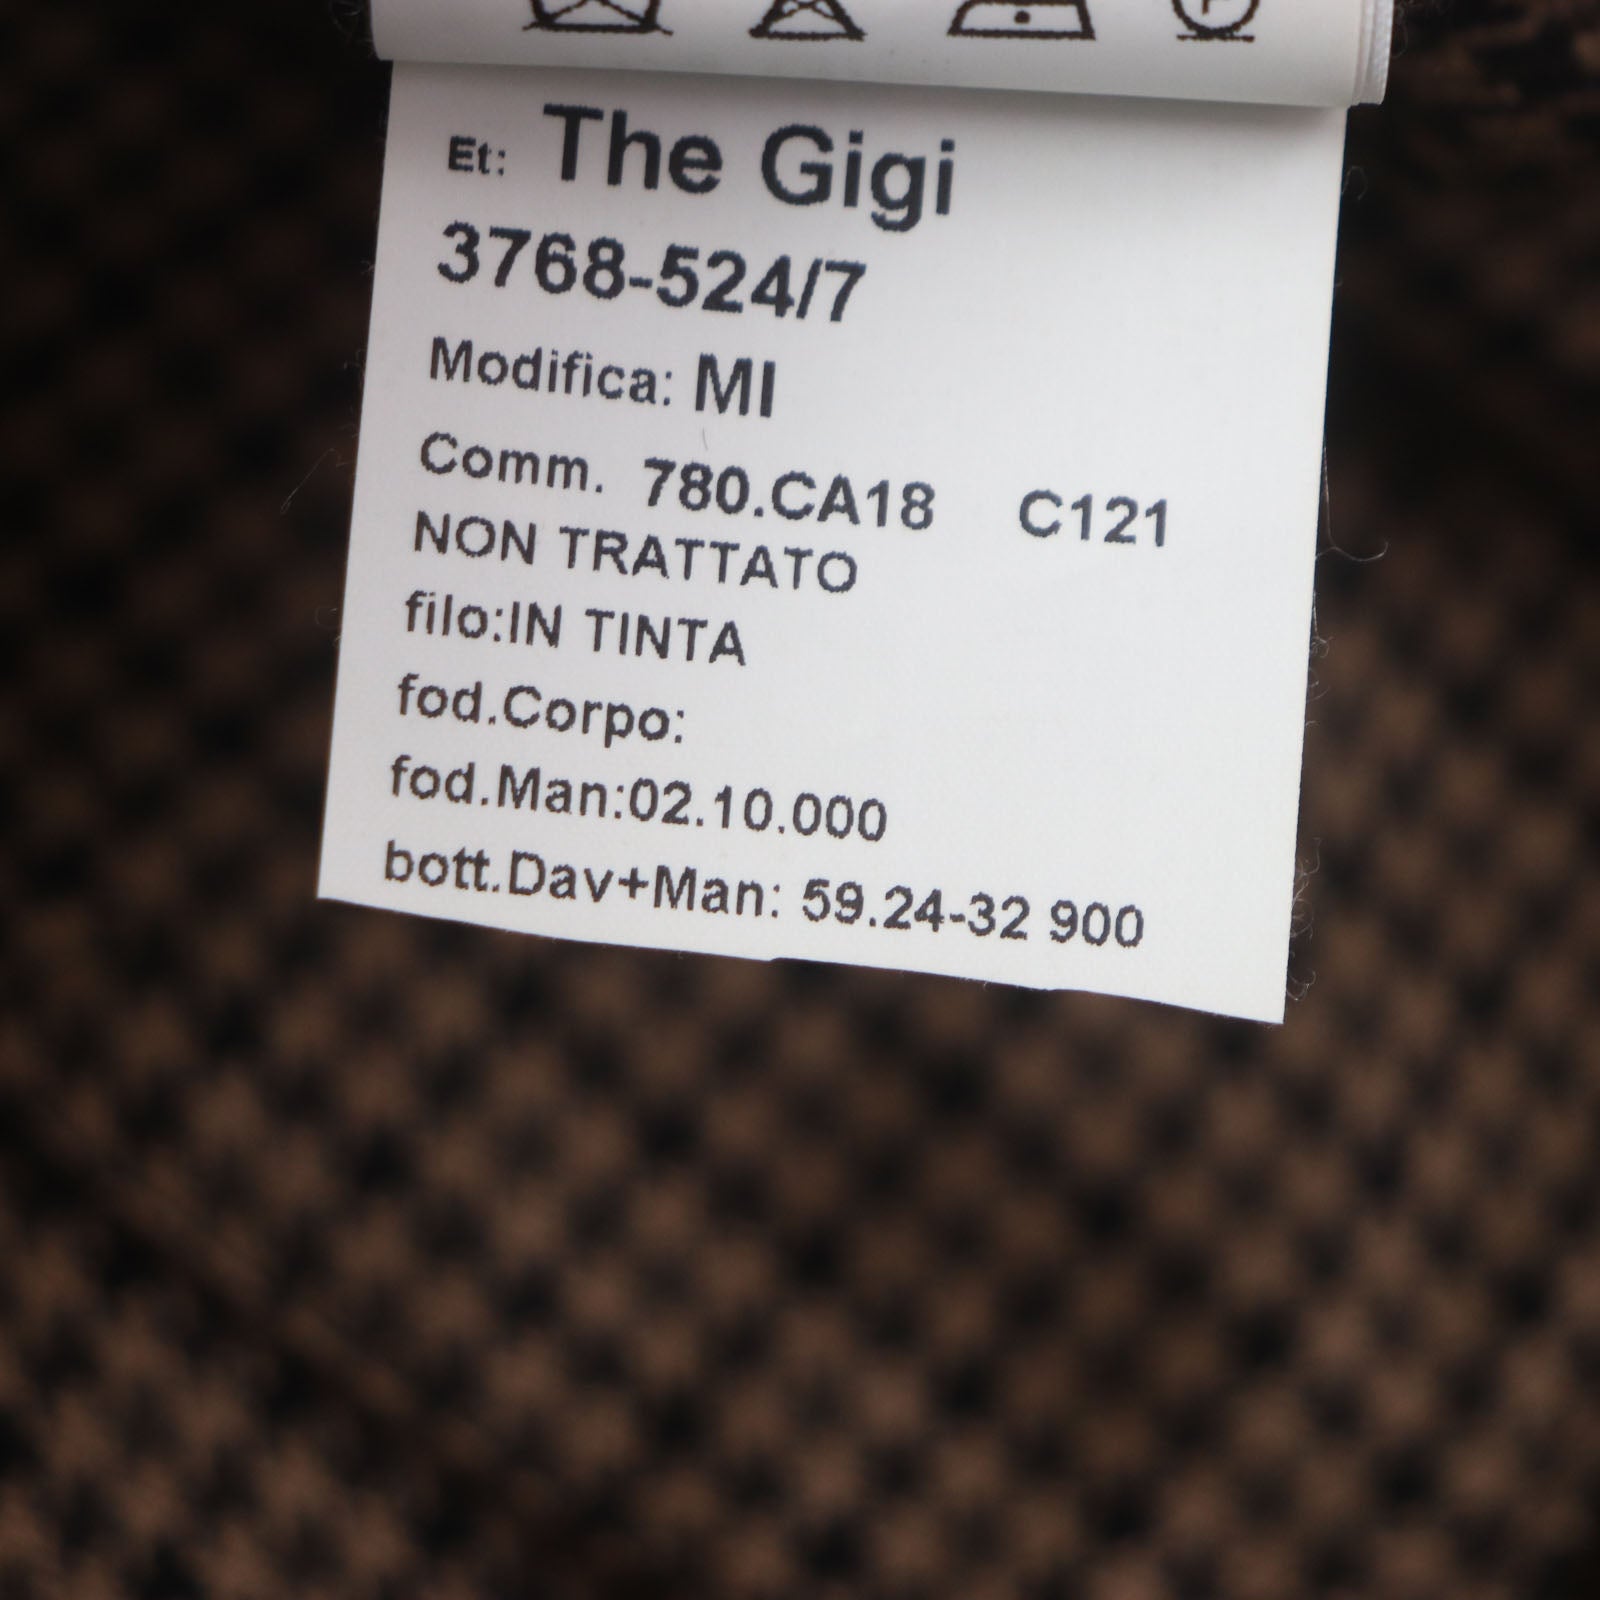 Et: The Gigi
3768-524/7
Modifica: MI
Comm. 780.CA18 C121
NON TRATTATO
filo:IN TINTA
fod.Corpo:
fod.Man:02.10.000
bott.Dav+Man: 59.24-32 900